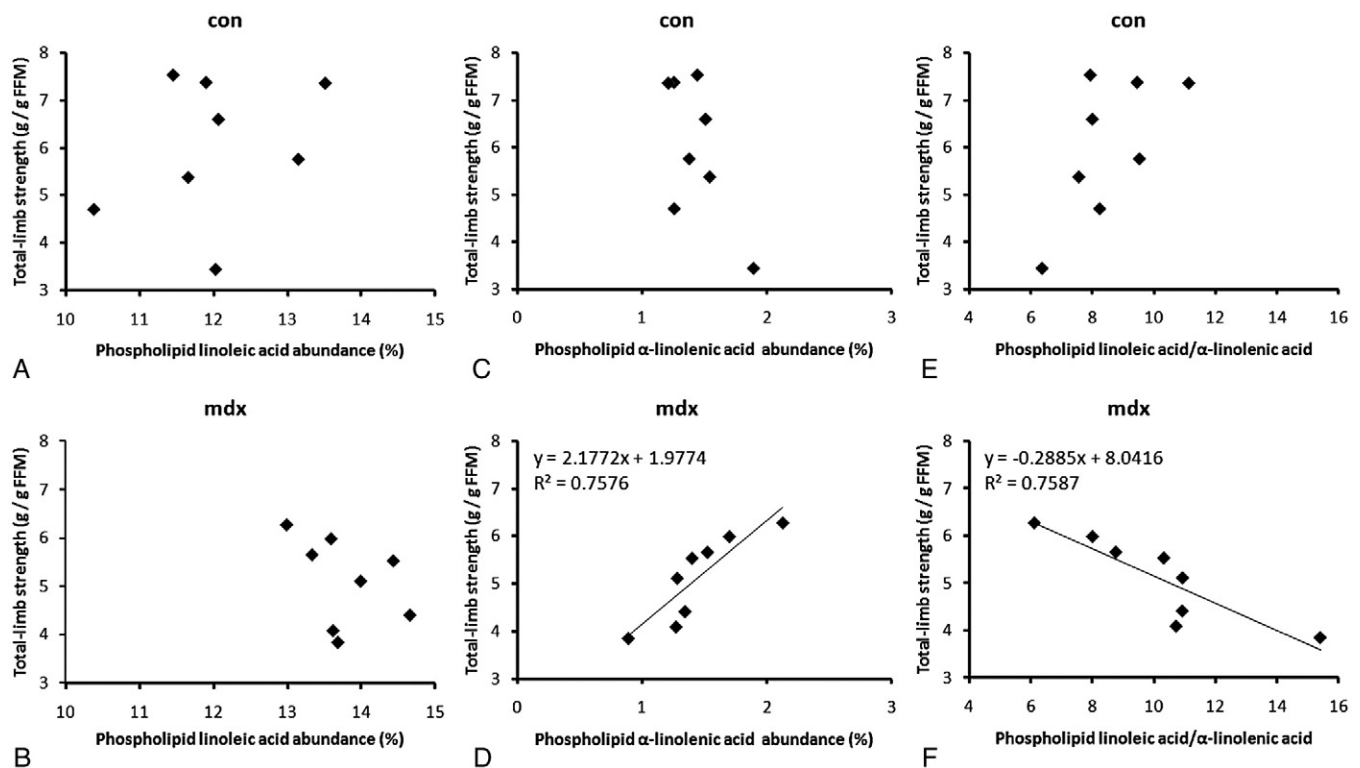 con
Total-limb strength (g / g FFM)
8
7
6
5
4
3
10 11 12 13 14 15
Phospholipid linoleic acid abundance (%)
A
con
Total-limb strength (g / g FFM)
8
7
6
5
4
3
0 1 2 3
Phospholipid α-linolenic acid abundance (%)
C
con
Total-limb strength (g / g FFM)
8
7
6
5
4
3
4 6 8 10 12 14 16
Phospholipid linoleic acid/α-linolenic acid
E
mdx
Total-limb strength (g / g FFM)
8
7
6
5
4
3
10 11 12 13 14 15
Phospholipid linoleic acid abundance (%)
B
mdx
y = 2.1772x + 1.9774
R² = 0.7576
Total-limb strength (g / g FFM)
8
7
6
5
4
3
0 1 2 3
Phospholipid α-linolenic acid abundance (%)
D
mdx
y = -0.2885x + 8.0416
R² = 0.7587
Total-limb strength (g / g FFM)
8
7
6
5
4
3
4 6 8 10 12 14 16
Phospholipid linoleic acid/α-linolenic acid
F